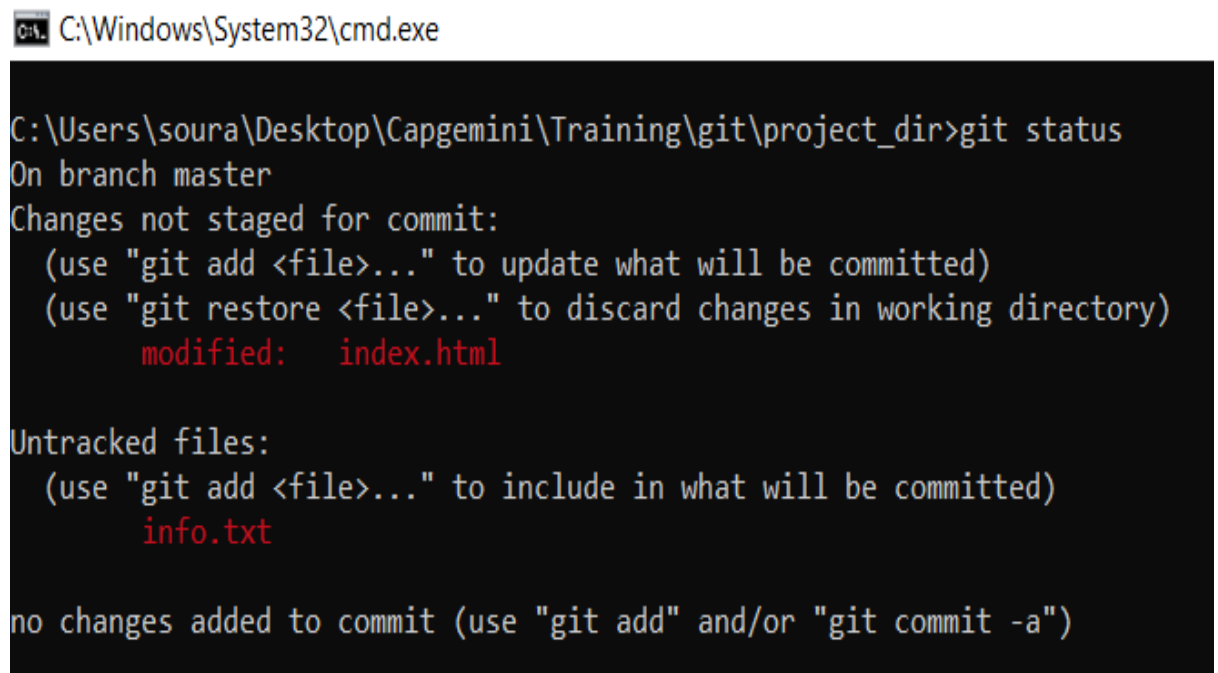 C:\Windows\System32\cmd.exe
C:\Users\soura\Desktop\Capgemini\Training\git\project_dir>git status
On branch master
Changes not staged for commit:
  (use "git add <file>..." to update what will be committed)
  (use "git restore <file>..." to discard changes in working directory)
        modified:   index.html
Untracked files:
  (use "git add <file>..." to include in what will be committed)
        info.txt
no changes added to commit (use "git add" and/or "git commit -a")